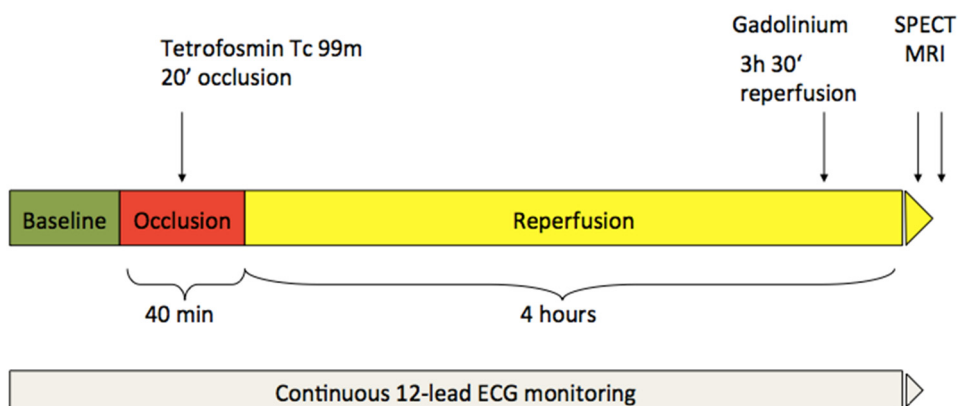 Tetrofosmin Tc 99m
20’ occlusion
Gadolinium
3h 30‘
reperfusion
SPECT
MRI
Baseline
Occlusion
Reperfusion
40 min
4 hours
Continuous 12-lead ECG monitoring